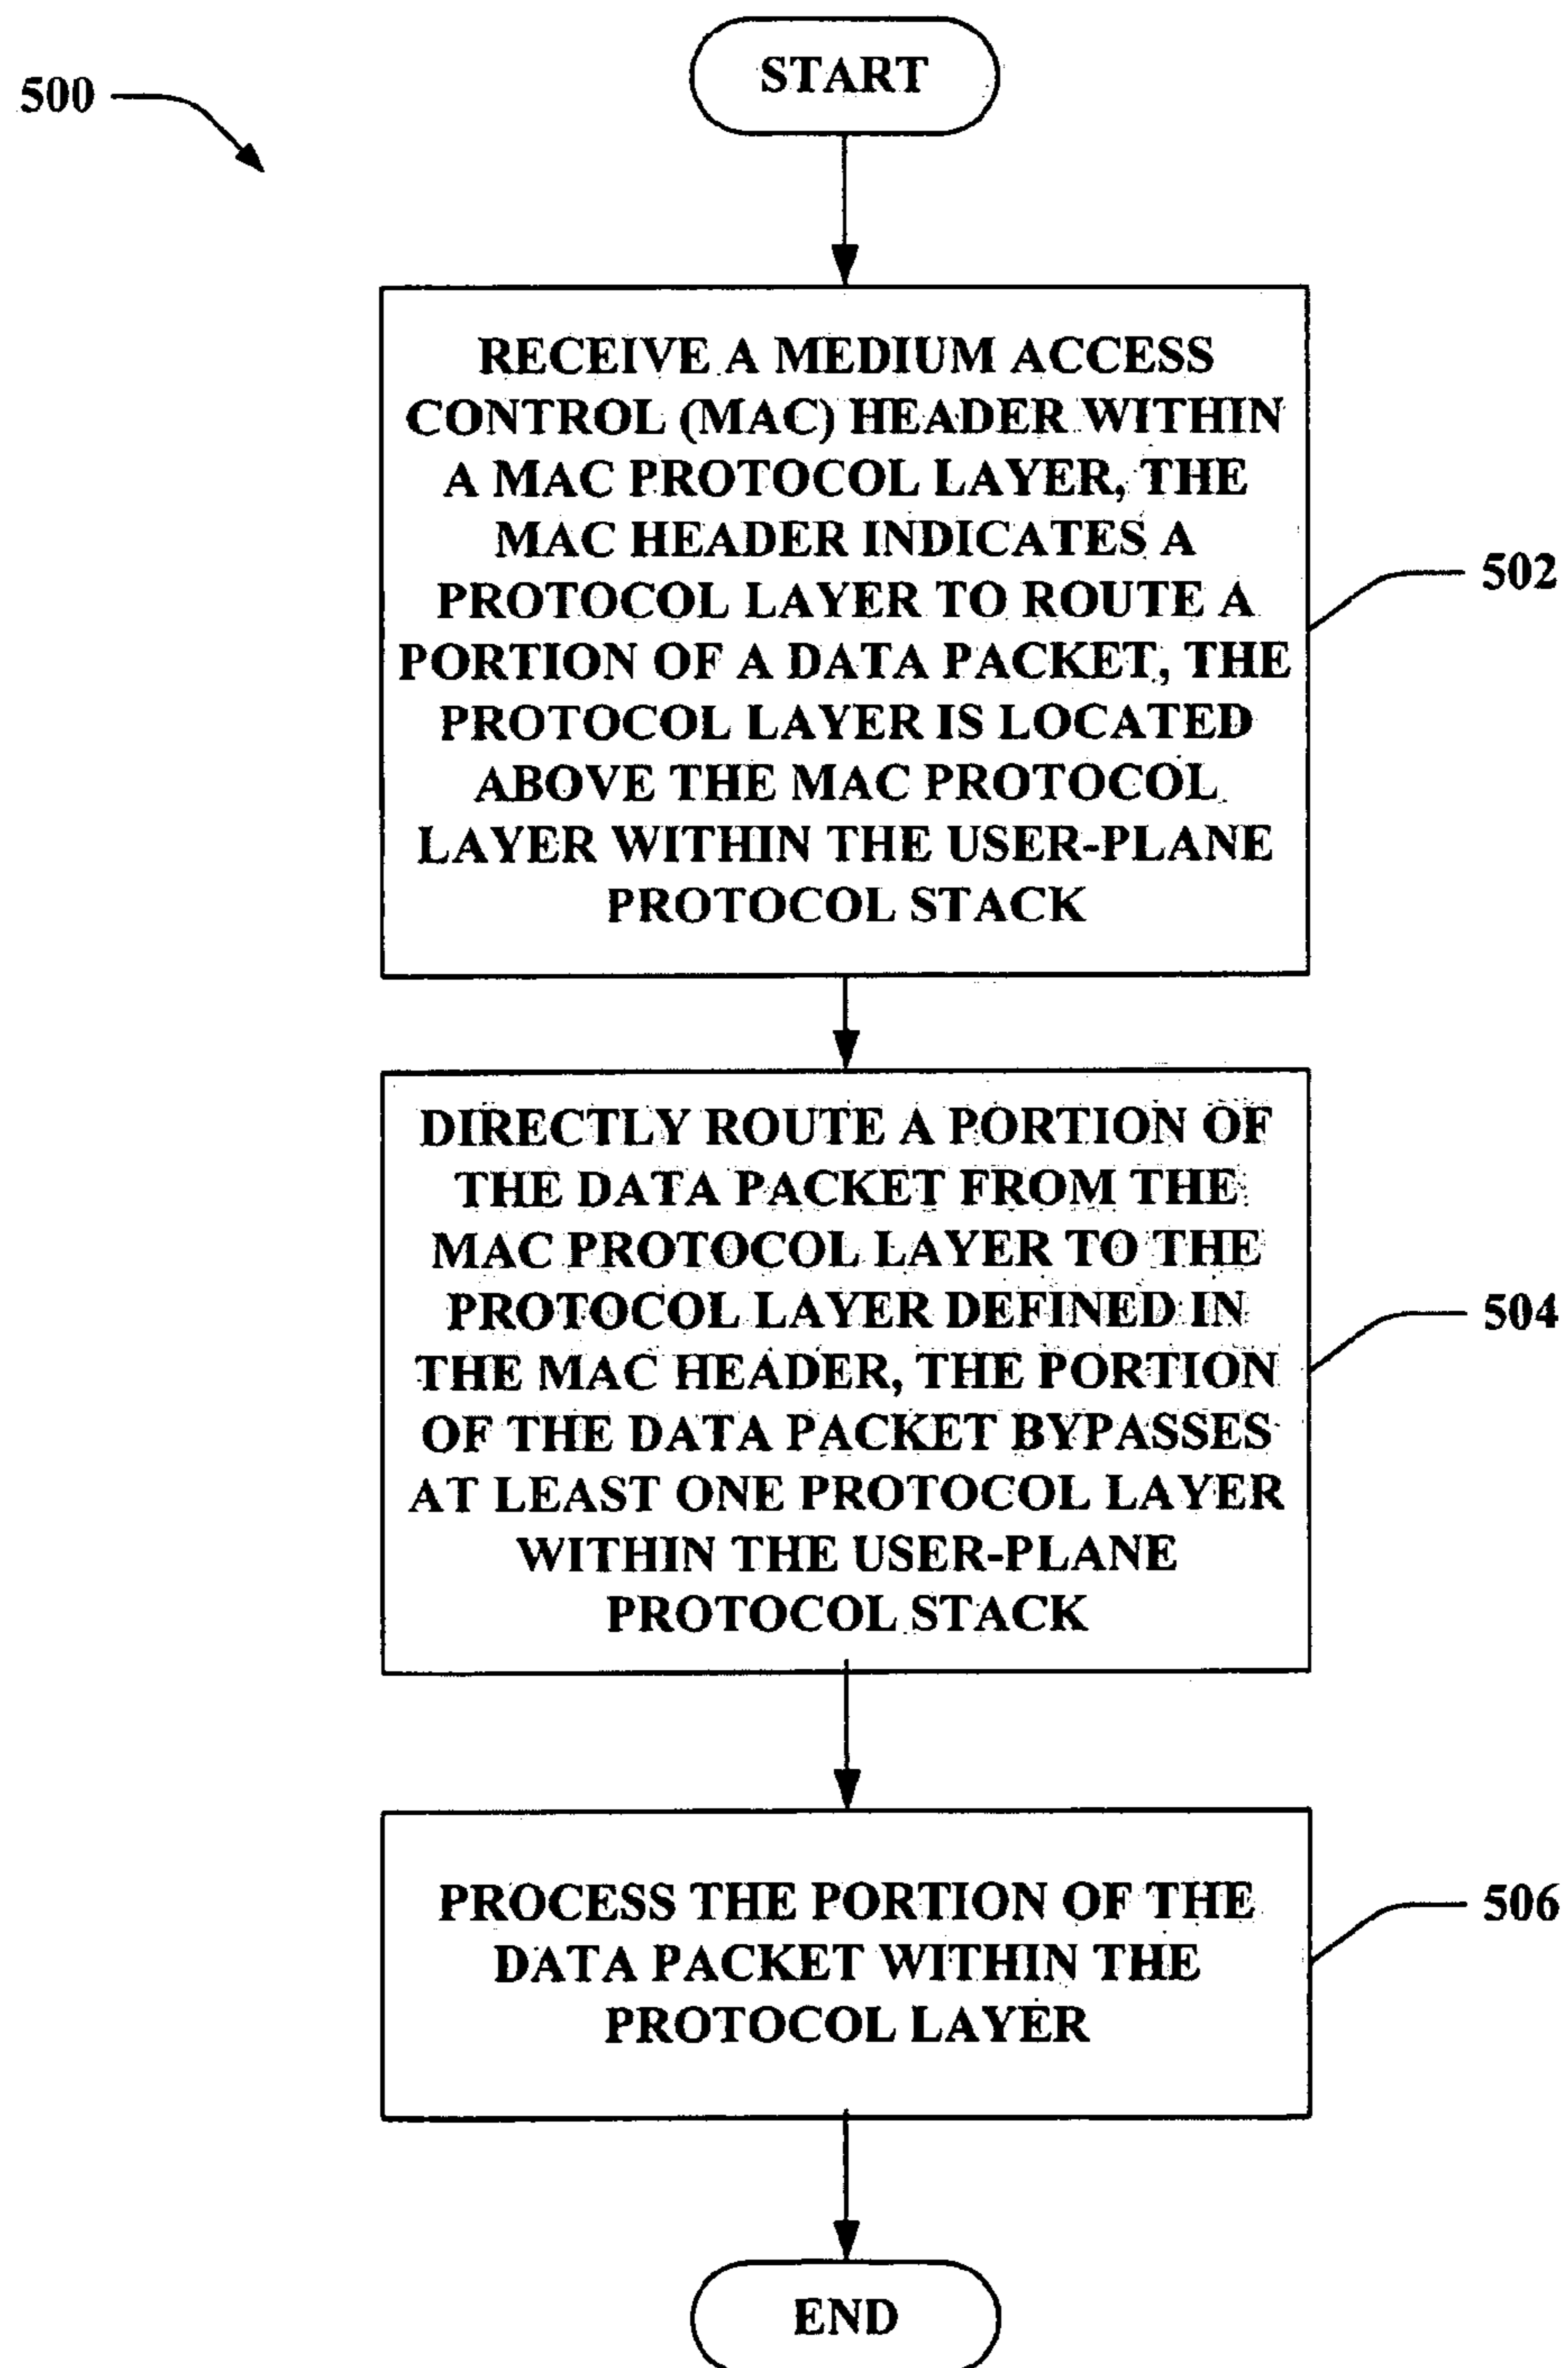 START
500
RECEIVE A MEDIUM ACCESS
CONTROL (MAC) HEADER WITHIN
A MAC PROTOCOL LAYER, THE
MAC HEADER INDICATES A
PROTOCOL LAYER TO ROUTE A
PORTION OF A DATA PACKET, THE
PROTOCOL LAYER IS LOCATED
ABOVE THE MAC PROTOCOL
LAYER WITHIN THE USER-PLANE
PROTOCOL STACK
502
DIRECTLY ROUTE A PORTION OF
THE DATA PACKET FROM THE
MAC PROTOCOL LAYER TO THE
PROTOCOL LAYER DEFINED IN
THE MAC HEADER, THE PORTION
OF THE DATA PACKET BYPASSES
AT LEAST ONE PROTOCOL LAYER
WITHIN THE USER-PLANE
PROTOCOL STACK
504
PROCESS THE PORTION OF THE
DATA PACKET WITHIN THE
PROTOCOL LAYER
506
END